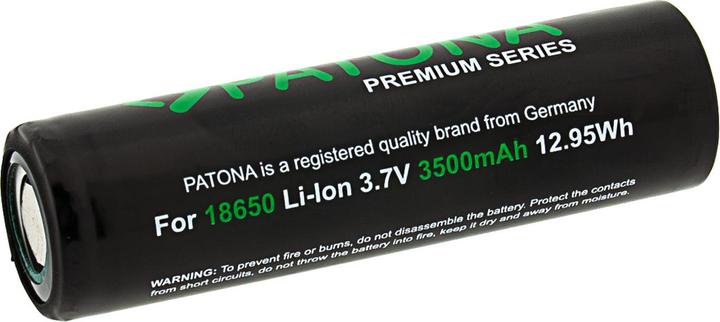 PATONA
PREMIUM SERIES
PATONA is a registered quality brand from Germany
For 18650 Li-Ion 3.7V 3500mAh 12.95Wh
WARNING: To prevent fire or burns, do not disassemble the battery. Protect the contacts
from short circuits, do not throw the battery into fire, keep it dry and away from moisture.